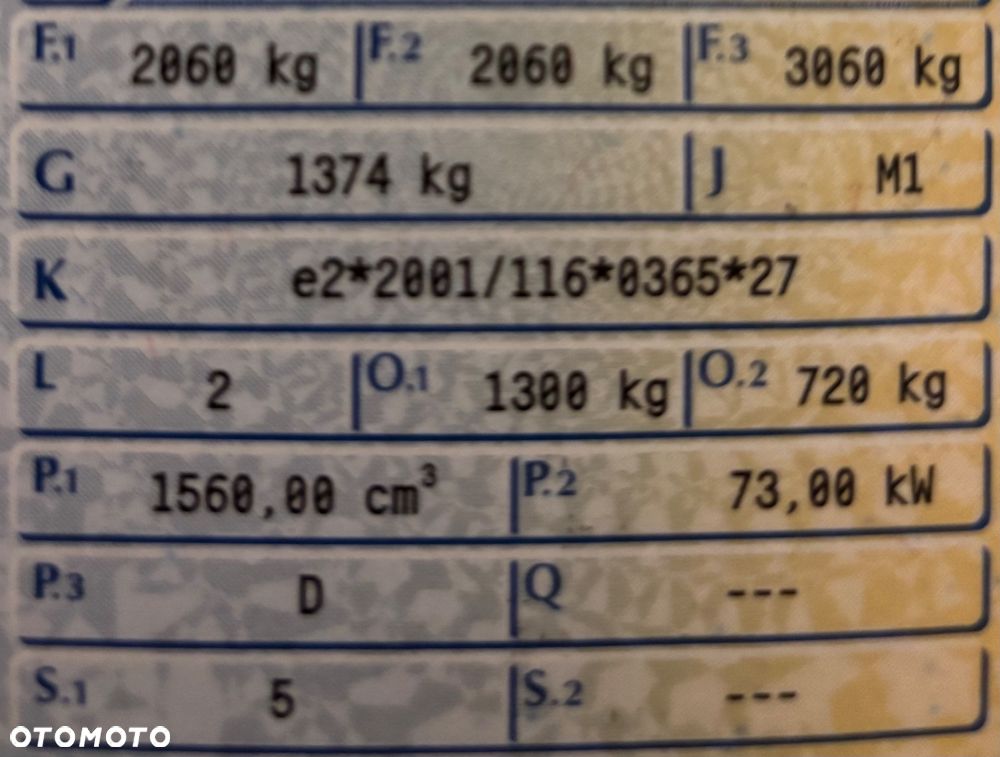 F.1 2060 kg F.2 2060 kg F.3 3060 kg
G 1374 kg J M1
K e2*2001/116*0365*27
L 2 O.1 1300 kg O.2 720 kg
P.1 1560,00 cm³ P.2 73,00 kW
P.3 D Q ---
S.1 5 S.2 ---
OTOMOTO